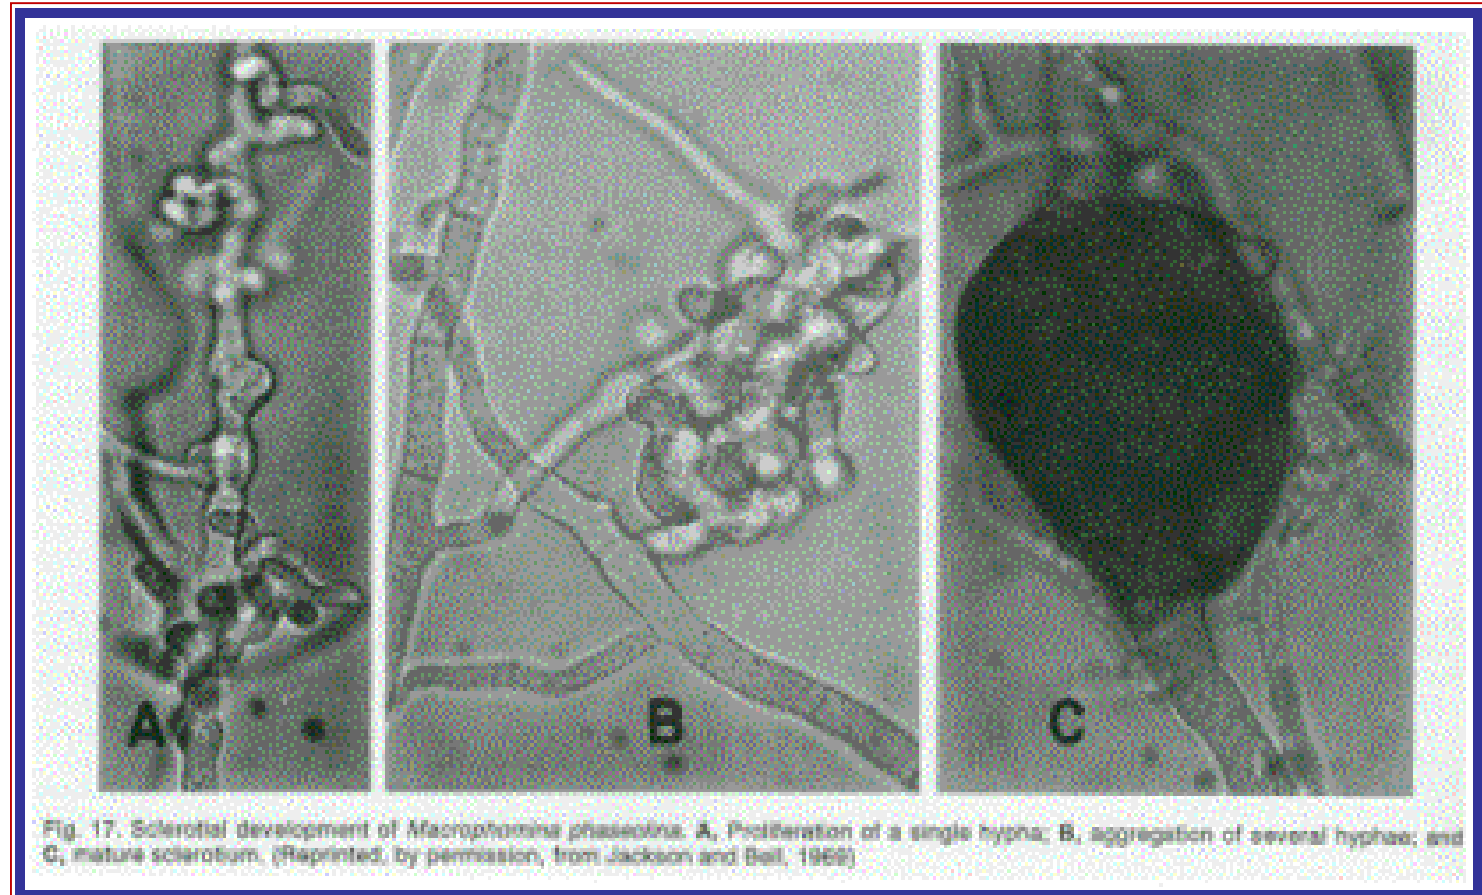 A
B
C
Fig. 17. Sclerotial development of Macrophomina phaseolina. A, Proliferation of a single hypha; B, aggregation of several hyphae; and
C, mature sclerotium. (Reprinted, by permission, from Jackson and Bell, 1969)